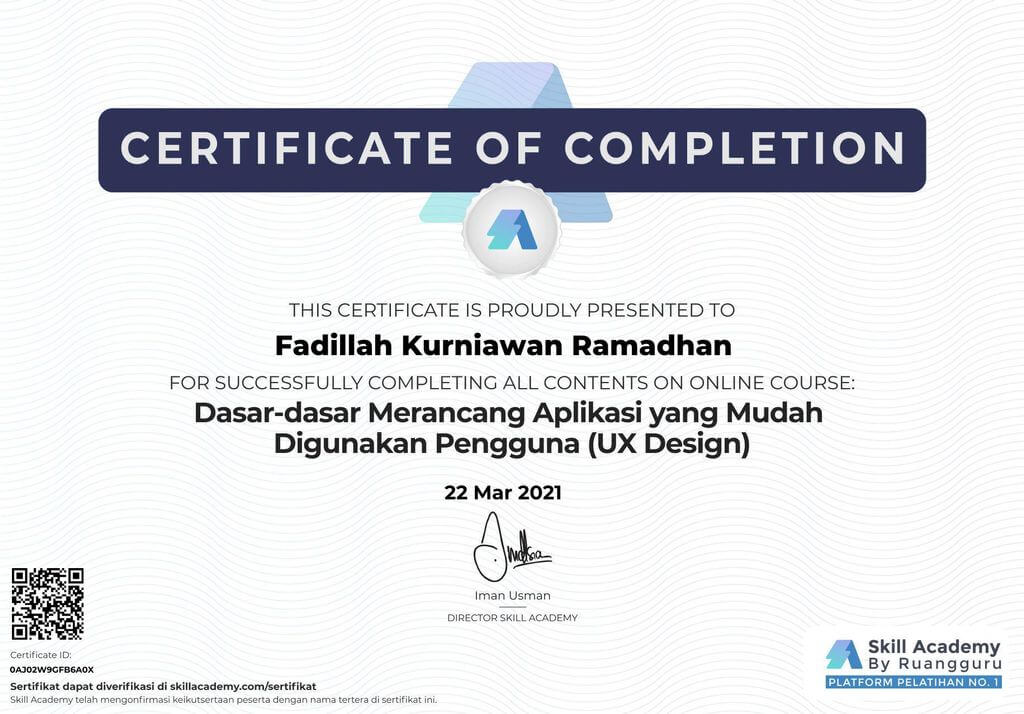 CERTIFICATE OF COMPLETION
THIS CERTIFICATE IS PROUDLY PRESENTED TO
Fadillah Kurniawan Ramadhan
FOR SUCCESSFULLY COMPLETING ALL CONTENTS ON ONLINE COURSE:
Dasar-dasar Merancang Aplikasi yang Mudah
Digunakan Pengguna (UX Design)
22 Mar 2021
Iman Usman
DIRECTOR SKILL ACADEMY
Certificate ID:
0AJ02W9GFB6A0X
Sertifikat dapat diverifikasi di skillacademy.com/sertifikat
Skill Academy telah mengonfirmasi keikutsertaan peserta dengan nama tertera di sertifikat ini.
Skill Academy
By Ruangguru
PLATFORM PELATIHAN NO. 1